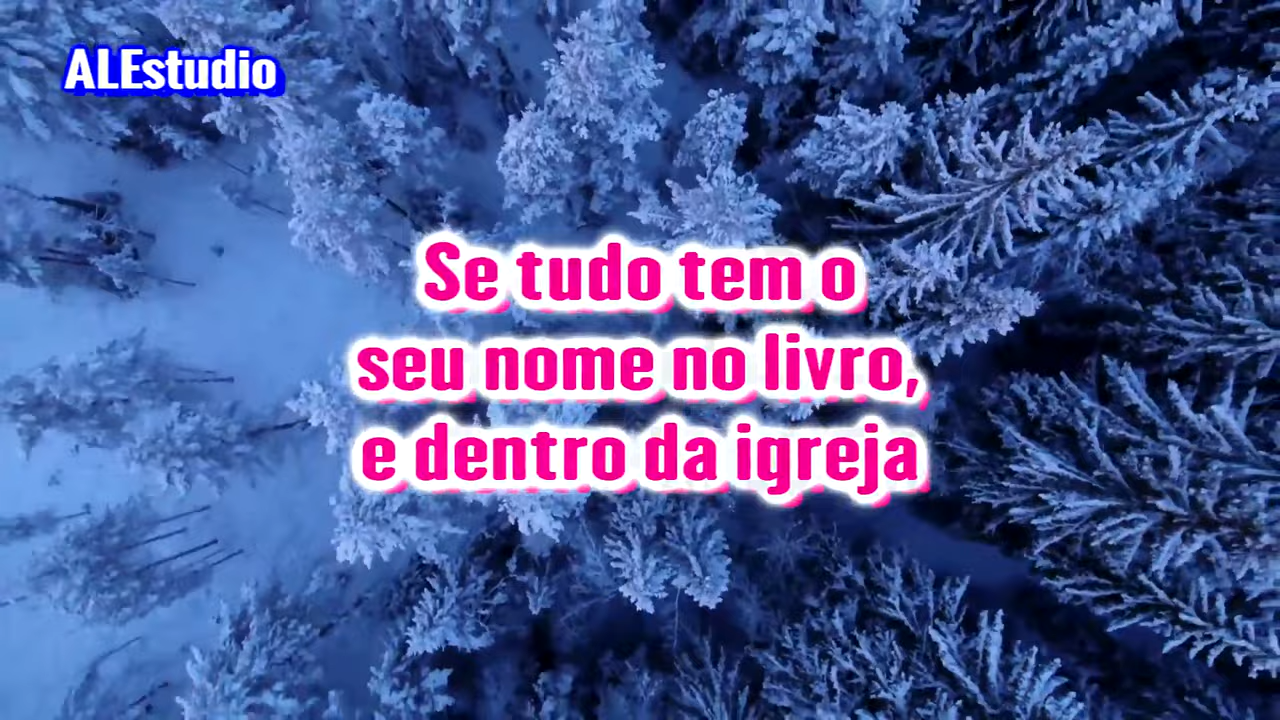 ALEstudio
Se tudo tem o
seu nome no livro,
e dentro da igreja